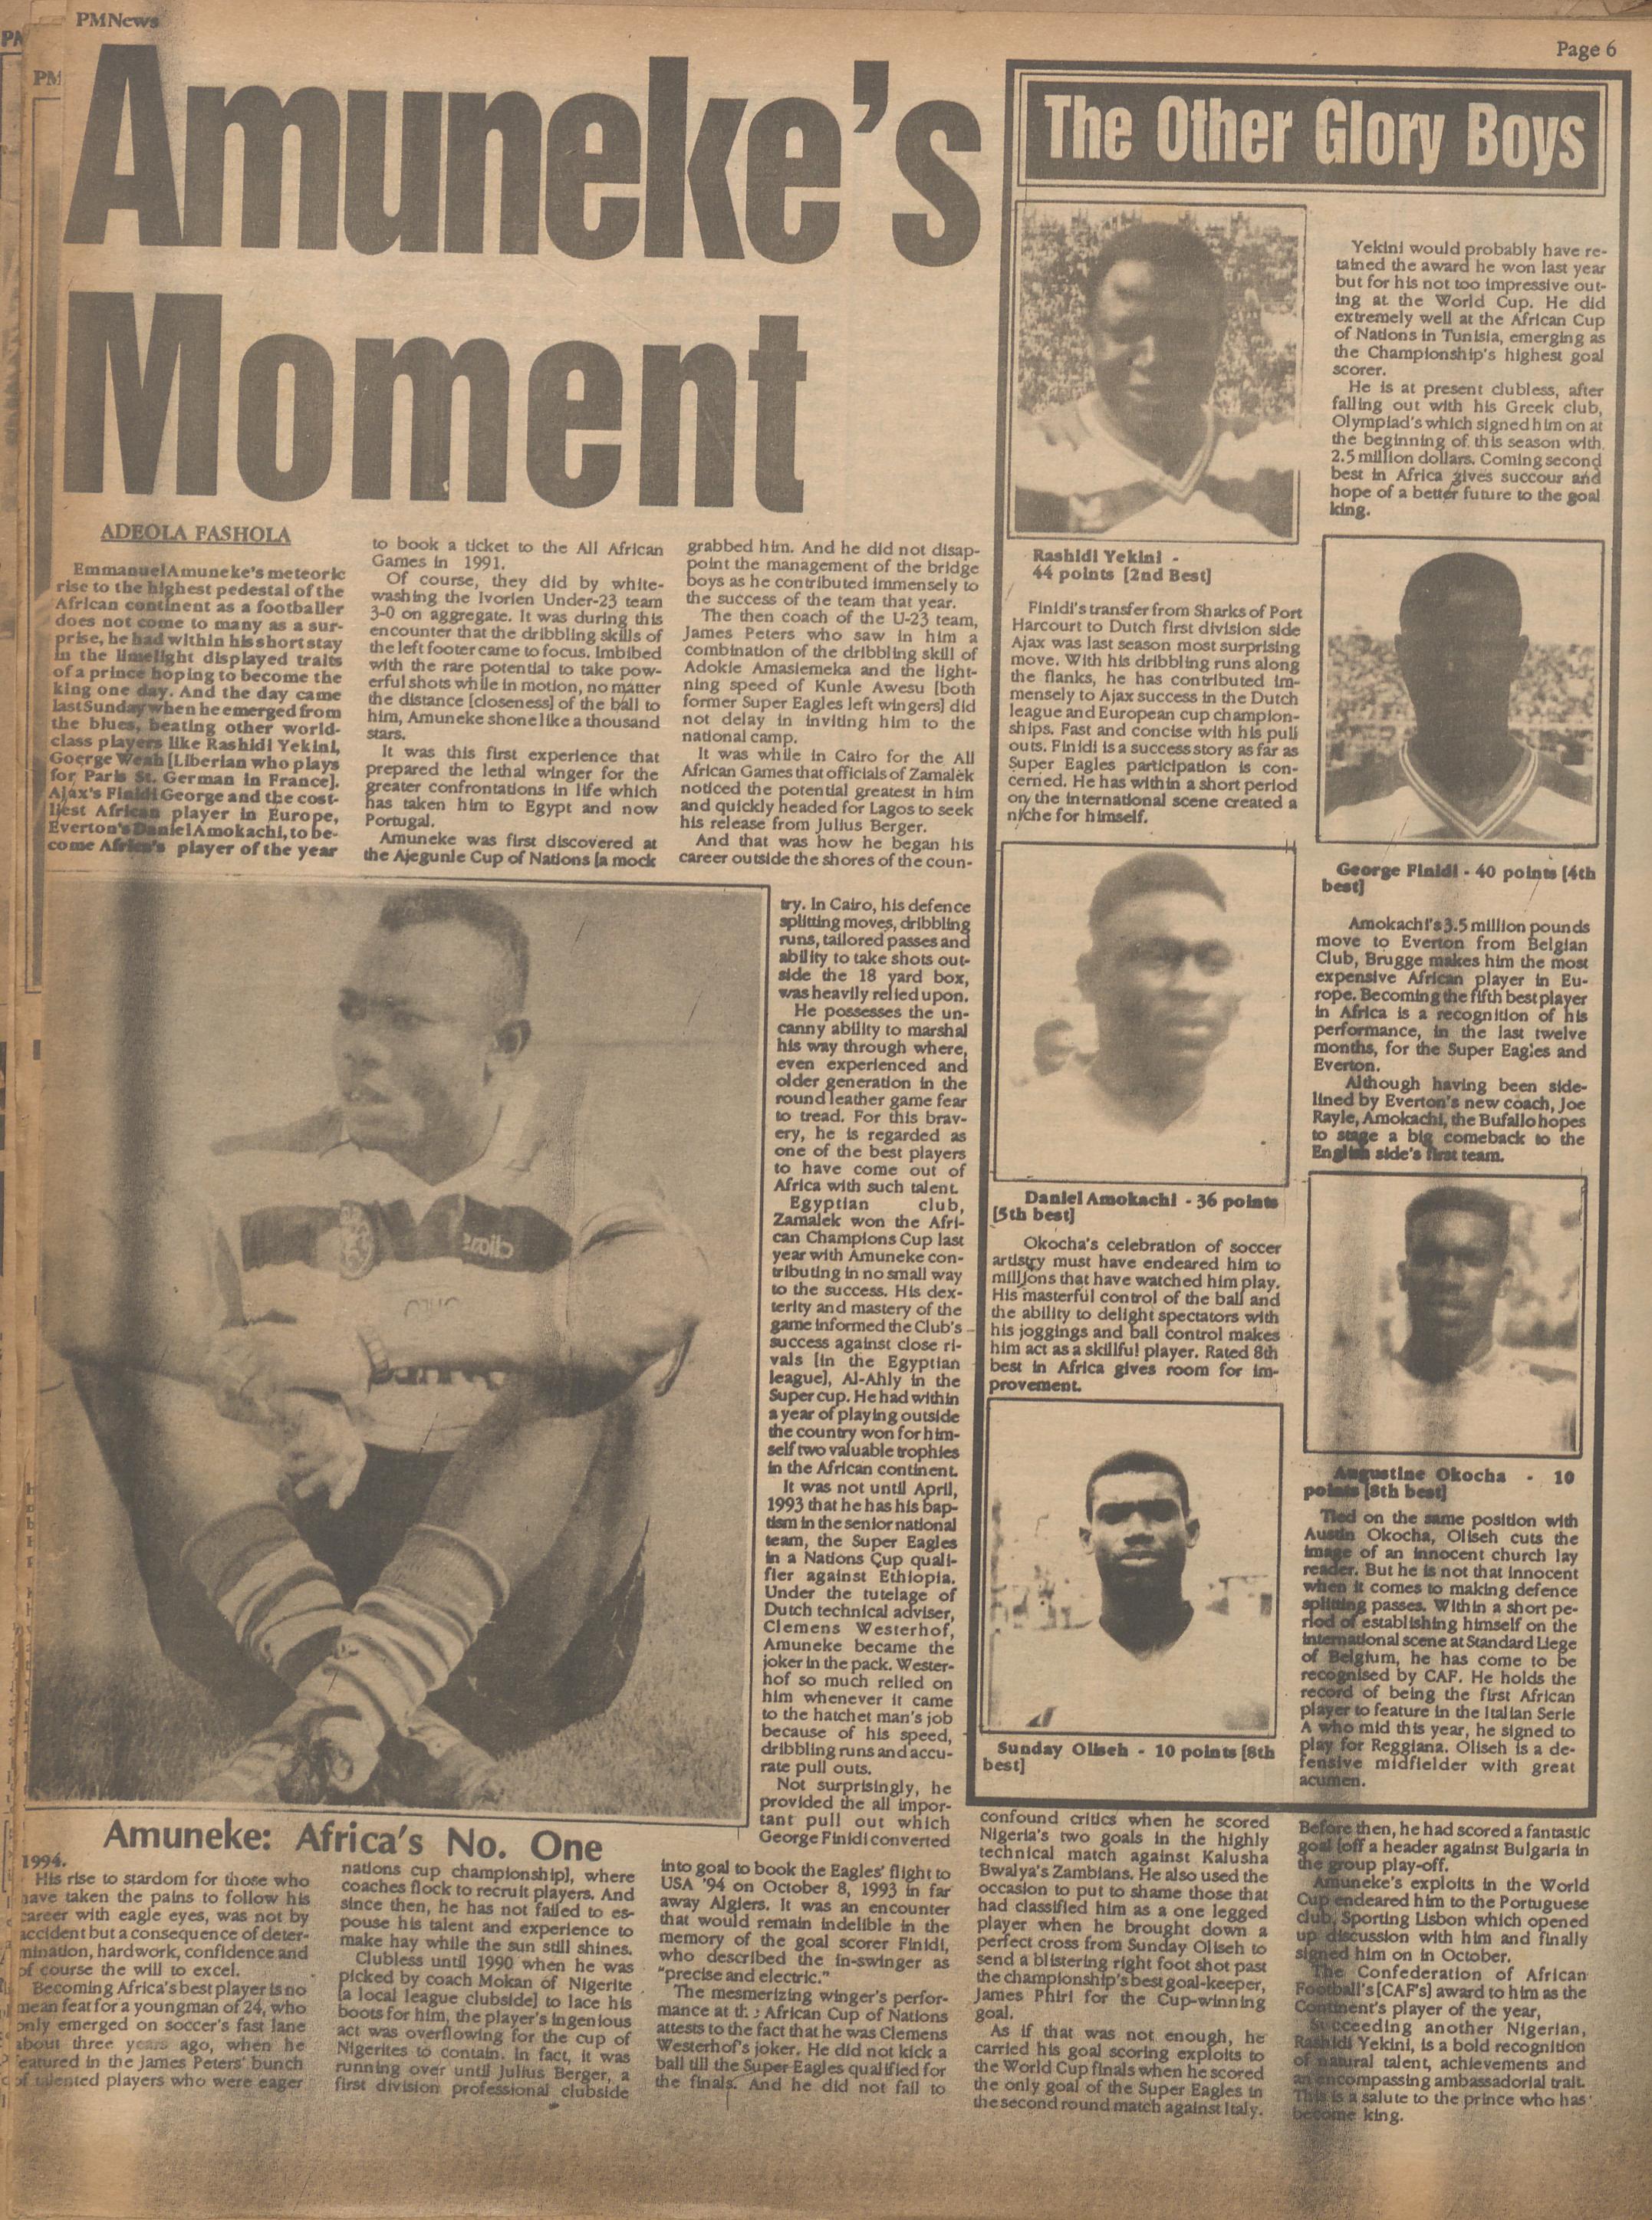 PMNews
Page 6
Amuneke's
Moment
ADEOLA FASHOLA
Emmanuel Amuneke's meteoric
rise to the highest pedestal of the
African continent as a footballer
does not come to many as a sur-
prise, he had within his short stay
in the limelight displayed traits
of a prince hoping to become the
king one day. And the day came
last Sunday when he emerged from
the blues, beating other world-
class players like Rashidi Yekini,
Goerge Weah [Liberian who plays
for Paris St. German in France].
Ajax's Finidi George and the cost-
liest African player in Europe,
Everton's Daniel Amokachi, to be-
come Africa's player of the year
1994.
His rise to stardom for those who
have taken the pains to follow his
career with eagle eyes, was not by
accident but a consequence of deter-
mination, hardwork, confidence and
of course the will to excel.
Becoming Africa's best player is no
mean feat for a youngman of 24, who
only emerged on soccer's fast lane
about three years ago, when he
featured in the James Peters' bunch
of talented players who were eager
to book a ticket to the All African
Games in 1991.
Of course, they did by white-
washing the Ivorien Under-23 team
3-0 on aggregate. It was during this
encounter that the dribbling skills of
the left footer came to focus. Imbibed
with the rare potential to take pow-
erful shots while in motion, no matter
the distance [closeness] of the ball to
him, Amuneke shone like a thousand
stars.
It was this first experience that
prepared the lethal winger for the
greater confrontations in life which
has taken him to Egypt and now
Portugal.
Amuneke was first discovered at
the Ajegunle Cup of Nations [a mock
nations cup championship], where
coaches flock to recruit players. And
since then, he has not failed to es-
pouse his talent and experience to
make hay while the sun still shines.
Clubless until 1990 when he was
picked by coach Mokan of Nigerite
[a local league clubside] to lace his
boots for him, the player's ingenious
act was overflowing for the cup of
Nigerites to contain. In fact, it was
running over until Julius Berger, a
first division professional clubside
grabbed him. And he did not disap-
point the management of the bridge
boys as he contributed immensely to
the success of the team that year.
The then coach of the U-23 team,
James Peters who saw in him a
combination of the dribbling skill of
Adokie Amasiemeka and the light-
ning speed of Kunle Awesu [both
former Super Eagles left wingers] did
not delay in inviting him to the
national camp.
It was while in Cairo for the All
African Games that officials of Zamalek
noticed the potential greatest in him
and quickly headed for Lagos to seek
his release from Julius Berger.
And that was how he began his
career outside the shores of the coun-
try. In Cairo, his defence
splitting moves, dribbling
runs, tailored passes and
ability to take shots out-
side the 18 yard box,
was heavily relied upon.
He possesses the un-
canny ability to marshal
his way through where,
even experienced and
older generation in the
round leather game fear
to tread. For this brav-
ery, he is regarded as
one of the best players
to have come out of
Africa with such talent.
Egyptian club,
Zamalek won the Afri-
can Champions Cup last
year with Amuneke con-
tributing in no small way
to the success. His dex-
terity and mastery of the
game informed the Club's
success against close ri-
vals [in the Egyptian
league], Al-Ahly in the
Super cup. He had within
a year of playing outside
the country won for him-
self two valuable trophies
in the African continent.
It was not until April,
1993 that he has his bap-
tism in the senior national
team, the Super Eagles
in a Nations Cup quali-
fier against Ethiopia.
Under the tutelage of
Dutch technical adviser,
Clemens Westerhof,
Amuneke became the
joker in the pack. Wester-
hof so much relied on
him whenever it came
to the hatchet man's job
because of his speed,
dribbling runs and accu-
rate pull outs.
Not surprisingly, he
provided the all impor-
tant pull out which
George Finidi converted
into goal to book the Eagles' flight to
USA '94 on October 8, 1993 in far
away Algiers. It was an encounter
that would remain indelible in the
memory of the goal scorer Finidi,
who described the in-swinger as
"precise and electric."
The mesmerizing winger's perfor-
mance at the African Cup of Nations
attests to the fact that he was Clemens
Westerhof's joker. He did not kick a
ball till the Super Eagles qualified for
the finals. And he did not fail to
confound critics when he scored
Nigeria's two goals in the highly
technical match against Kalusha
Bwalya's Zambians. He also used the
occasion to put to shame those that
had classified him as a one legged
player when he brought down a
perfect cross from Sunday Oliseh to
send a blistering right foot shot past
the championship's best goal-keeper,
James Phiri for the Cup-winning
goal.
As if that was not enough, he
carried his goal scoring exploits to
the World Cup finals when he scored
the only goal of the Super Eagles in
the second round match against Italy.
Before then, he had scored a fantastic
goal [off a header against Bulgaria in
the group play-off.
Amuneke's exploits in the World
Cup endeared him to the Portuguese
club, Sporting Lisbon which opened
up discussion with him and finally
signed him on in October.
The Confederation of African
Football's [CAF's] award to him as the
Continent's player of the year,
Succeeding another Nigerian,
Rashidi Yekini, is a bold recognition
of natural talent, achievements and
an encompassing ambassadorial trait.
This is a salute to the prince who has
become king.
Amuneke: Africa's No. One
The Other Glory Boys
Rashidi Yekini -
44 points [2nd Best]
Yekini would probably have re-
tained the award he won last year
but for his not too impressive out-
ing at the World Cup. He did
extremely well at the African Cup
of Nations in Tunisia, emerging as
the Championship's highest goal
scorer.
He is at present clubless, after
falling out with his Greek club,
Olympiad's which signed him on at
the beginning of this season with
2.5 million dollars. Coming second
best in Africa gives succour and
hope of a better future to the goal
king.
Finidi's transfer from Sharks of Port
Harcourt to Dutch first division side
Ajax was last season most surprising
move. With his dribbling runs along
the flanks, he has contributed im-
mensely to Ajax success in the Dutch
league and European cup champion-
ships. Fast and concise with his pull
outs. Finidi is a success story as far as
Super Eagles participation is con-
cerned. He has within a short period
on the international scene created a
niche for himself.
George Finidi - 40 points [4th
best]
Amokachi's 3.5 million pounds
move to Everton from Belgian
Club, Brugge makes him the most
expensive African player in Eu-
rope. Becoming the fifth best player
in Africa is a recognition of his
performance, in the last twelve
months, for the Super Eagles and
Everton.
Although having been side-
lined by Everton's new coach, Joe
Rayle, Amokachi, the Bufallo hopes
to stage a big comeback to the
English side's first team.
Daniel Amokachi - 36 points
[5th best]
Okocha's celebration of soccer
artistry must have endeared him to
millions that have watched him play.
His masterful control of the ball and
the ability to delight spectators with
his joggings and ball control makes
him act as a skillful player. Rated 8th
best in Africa gives room for im-
provement.
Augustine Okocha - 10
points [8th best]
Tied on the same position with
Austin Okocha, Oliseh cuts the
image of an innocent church lay
reader. But he is not that innocent
when it comes to making defence
splitting passes. Within a short pe-
riod of establishing himself on the
international scene at Standard Liege
of Belgium, he has come to be
recognised by CAF. He holds the
record of being the first African
player to feature in the Italian Serie
A who mid this year, he signed to
play for Reggiana. Oliseh is a de-
fensive midfielder with great
acumen.
Sunday Oliseh - 10 points [8th
best]